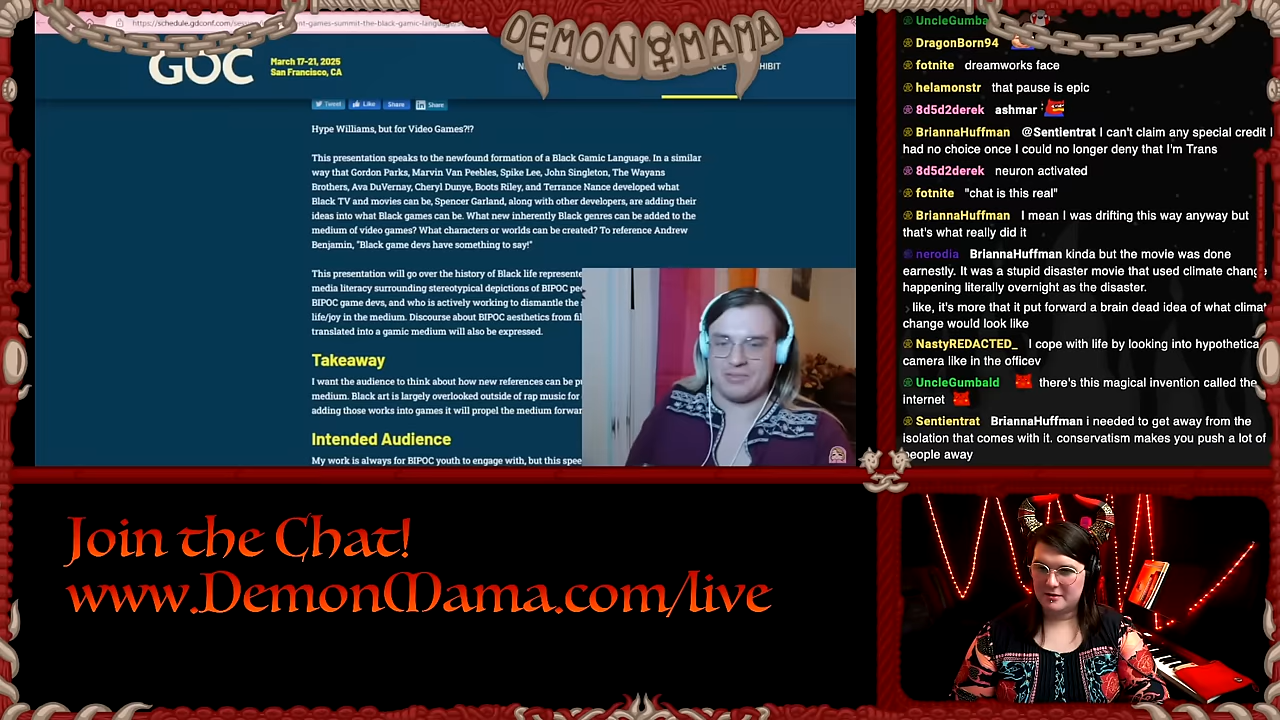 https://schedule.gdconf.com/
GDC
March 17-21, 2025
San Francisco, CA
DEMON MAMA
HIBIT
Tweet Like Share Share
Hype Williams, but for Video Games?!?
This presentation speaks to the newfound formation of a Black Gamic Language. In a similar
way that Gordon Parks, Marvin Van Peebles, Spike Lee, John Singleton, The Wayans
Brothers, Ava DuVernay, Cheryl Dunye, Boots Riley, and Terrance Nance developed what
Black TV and movies can be, Spencer Garland, along with other developers, are adding their
ideas into what Black games can be. What new inherently Black genres can be added to the
medium of video games? What characters or worlds can be created? To reference Andrew
Benjamin, "Black game devs have something to say!"
This presentation will go over the history of Black life represente
media literacy surrounding stereotypical depictions of BIPOC pe
BIPOC game devs, and who is actively working to dismantle the
life/joy in the medium. Discourse about BIPOC aesthetics from fil
translated into a gamic medium will also be expressed.
Takeaway
I want the audience to think about how new references can be pu
medium. Black art is largely overlooked outside of rap music for
adding those works into games it will propel the medium forwar
Intended Audience
My work is always for BIPOC youth to engage with, but this spee
UncleGumba
DragonBorn94
fotnite dreamworks face
helamonstr that pause is epic
8d5d2derek ashmar
BriannaHuffman @Sentientrat I can't claim any special credit I
had no choice once I could no longer deny that I'm Trans
8d5d2derek neuron activated
fotnite "chat is this real"
BriannaHuffman I mean I was drifting this way anyway but
that's what really did it
nerodia BriannaHuffman kinda but the movie was done
earnestly. It was a stupid disaster movie that used climate change
happening literally overnight as the disaster.
like, it's more that it put forward a brain dead idea of what climat
change would look like
NastyREDACTED_ I cope with life by looking into hypothetica
camera like in the officev
UncleGumbald there's this magical invention called the
internet
Sentientrat BriannaHuffman i needed to get away from the
isolation that comes with it. conservatism makes you push a lot of
people away
Join the Chat!
www.DemonMama.com/live